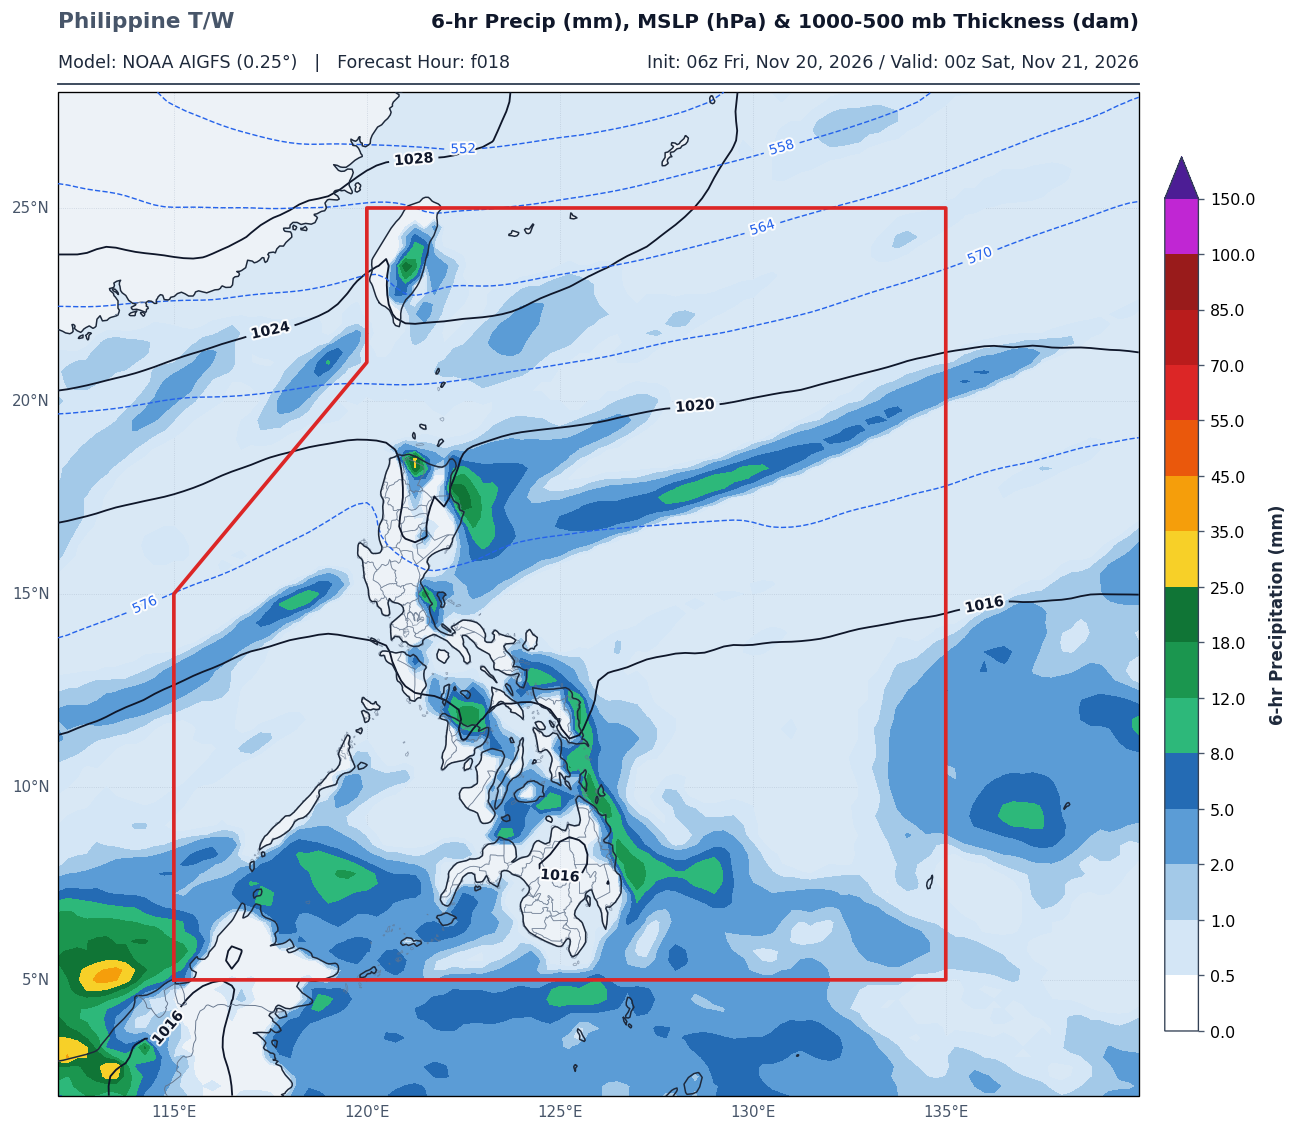 Philippine T/W
6-hr Precip (mm), MSLP (hPa) & 1000-500 mb Thickness (dam)
Model: NOAA AIGFS (0.25°) | Forecast Hour: f018
Init: 06z Fri, Nov 20, 2026 / Valid: 00z Sat, Nov 21, 2026
552
1028
558
564
570
1024
1020
576
1016
1016
1016
25°N
20°N
15°N
10°N
5°N
115°E
120°E
125°E
130°E
135°E
150.0
100.0
85.0
70.0
55.0
45.0
35.0
25.0
18.0
12.0
8.0
5.0
2.0
1.0
0.5
0.0
6-hr Precipitation (mm)